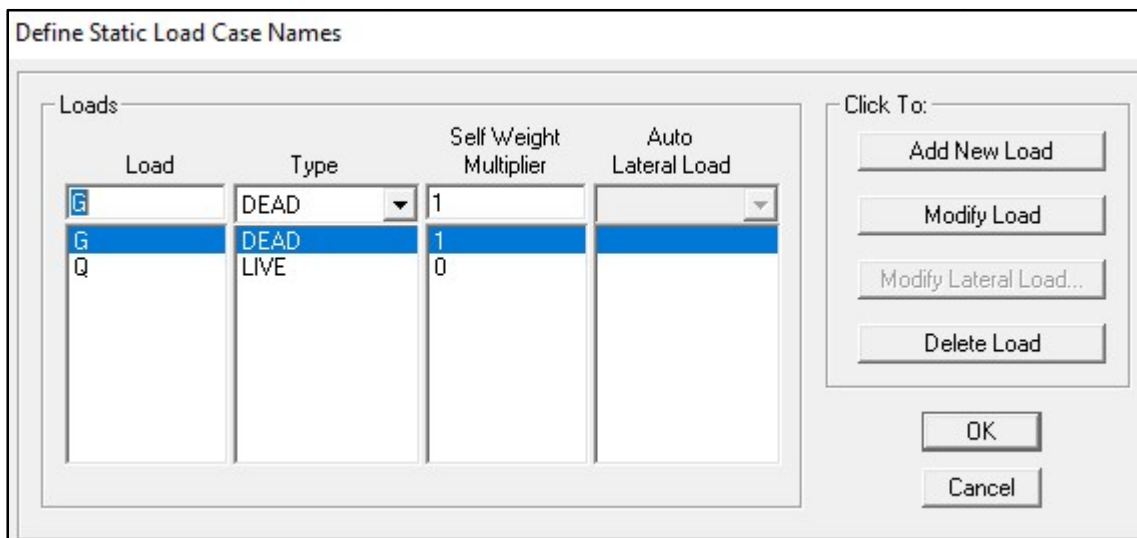 Define Static Load Case Names
Loads
Load Type Self Weight Multiplier Auto Lateral Load
G DEAD 1
G DEAD 1
Q LIVE 0
Click To:
Add New Load
Modify Load
Modify Lateral Load...
Delete Load
OK
Cancel